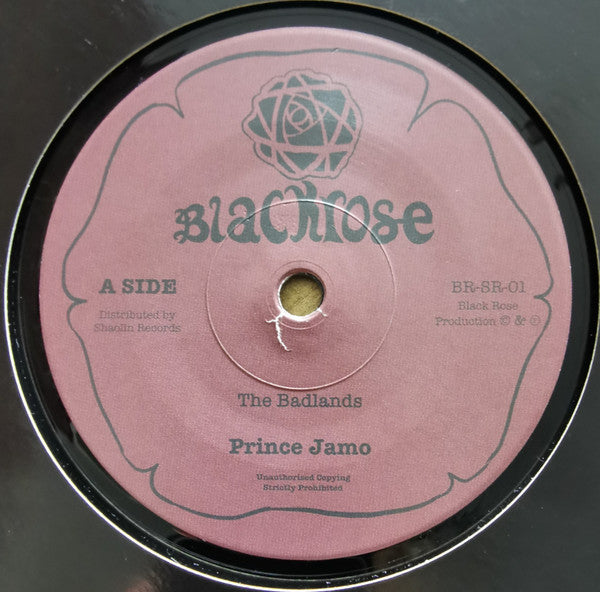 Blackrose
A SIDE
Distributed by
Shaolin Records
BR-SR-01
Black Rose
Production © & ℗
The Badlands
Prince Jamo
Unauthorised Copying
Strictly Prohibited